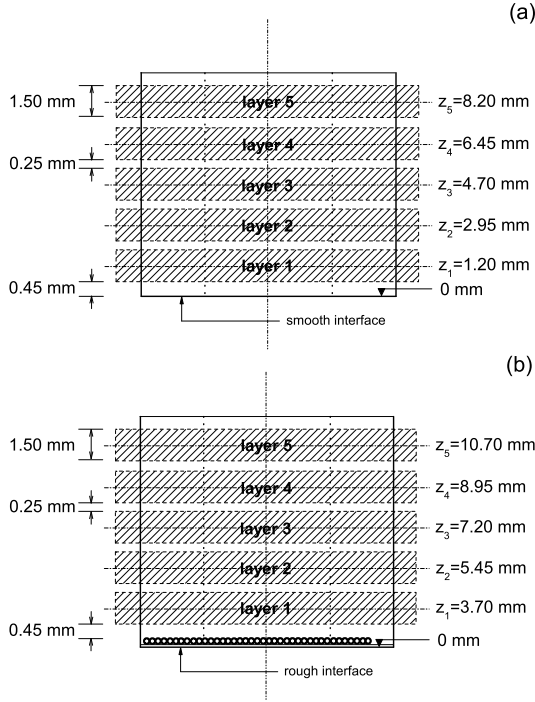 (a)
1.50 mm
layer 5
z5=8.20 mm
layer 4
z4=6.45 mm
0.25 mm
layer 3
z3=4.70 mm
layer 2
z2=2.95 mm
layer 1
z1=1.20 mm
0.45 mm
0 mm
smooth interface
(b)
1.50 mm
layer 5
z5=10.70 mm
layer 4
z4=8.95 mm
0.25 mm
layer 3
z3=7.20 mm
layer 2
z2=5.45 mm
layer 1
z1=3.70 mm
0.45 mm
0 mm
rough interface